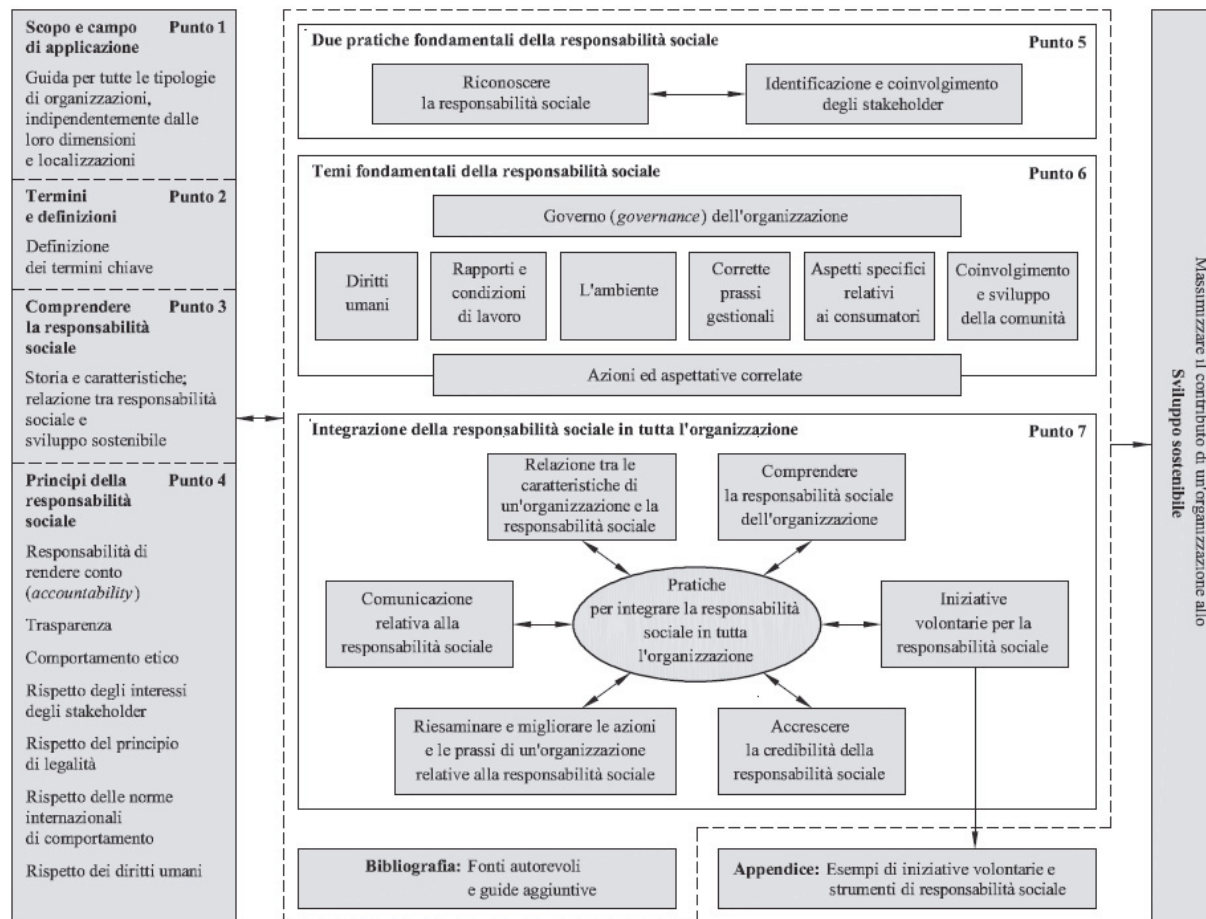 Scopo e campo Punto 1
di applicazione
Guida per tutte le tipologie
di organizzazioni,
indipendentemente dalle
loro dimensioni
e localizzazioni
Termini Punto 2
e definizioni
Definizione
dei termini chiave
Comprendere Punto 3
la responsabilità
sociale
Storia e caratteristiche;
relazione tra responsabilità
sociale e
sviluppo sostenibile
Principi della Punto 4
responsabilità
sociale
Responsabilità di
rendere conto
(accountability)
Trasparenza
Comportamento etico
Rispetto degli interessi
degli stakeholder
Rispetto del principio
di legalità
Rispetto delle norme
internazionali
di comportamento
Rispetto dei diritti umani
Due pratiche fondamentali della responsabilità sociale Punto 5
Riconoscere
la responsabilità sociale
Identificazione e coinvolgimento
degli stakeholder
Temi fondamentali della responsabilità sociale Punto 6
Governo (governance) dell'organizzazione
Diritti
umani
Rapporti e
condizioni
di lavoro
L'ambiente
Corrette
prassi
gestionali
Aspetti specifici
relativi
ai consumatori
Coinvolgimento
e sviluppo
della comunità
Azioni ed aspettative correlate
Integrazione della responsabilità sociale in tutta l'organizzazione Punto 7
Relazione tra le
caratteristiche di
un'organizzazione e la
responsabilità sociale
Comprendere
la responsabilità sociale
dell'organizzazione
Comunicazione
relativa alla
responsabilità sociale
Pratiche
per integrare la responsabilità
sociale in tutta
l'organizzazione
Iniziative
volontarie per la
responsabilità sociale
Riesaminare e migliorare le azioni
e le prassi di un'organizzazione
relative alla responsabilità sociale
Accrescere
la credibilità della
responsabilità sociale
Bibliografia: Fonti autorevoli
e guide aggiuntive
Appendice: Esempi di iniziative volontarie e
strumenti di responsabilità sociale
Massimizzare il contributo di un'organizzazione allo
Sviluppo sostenibile